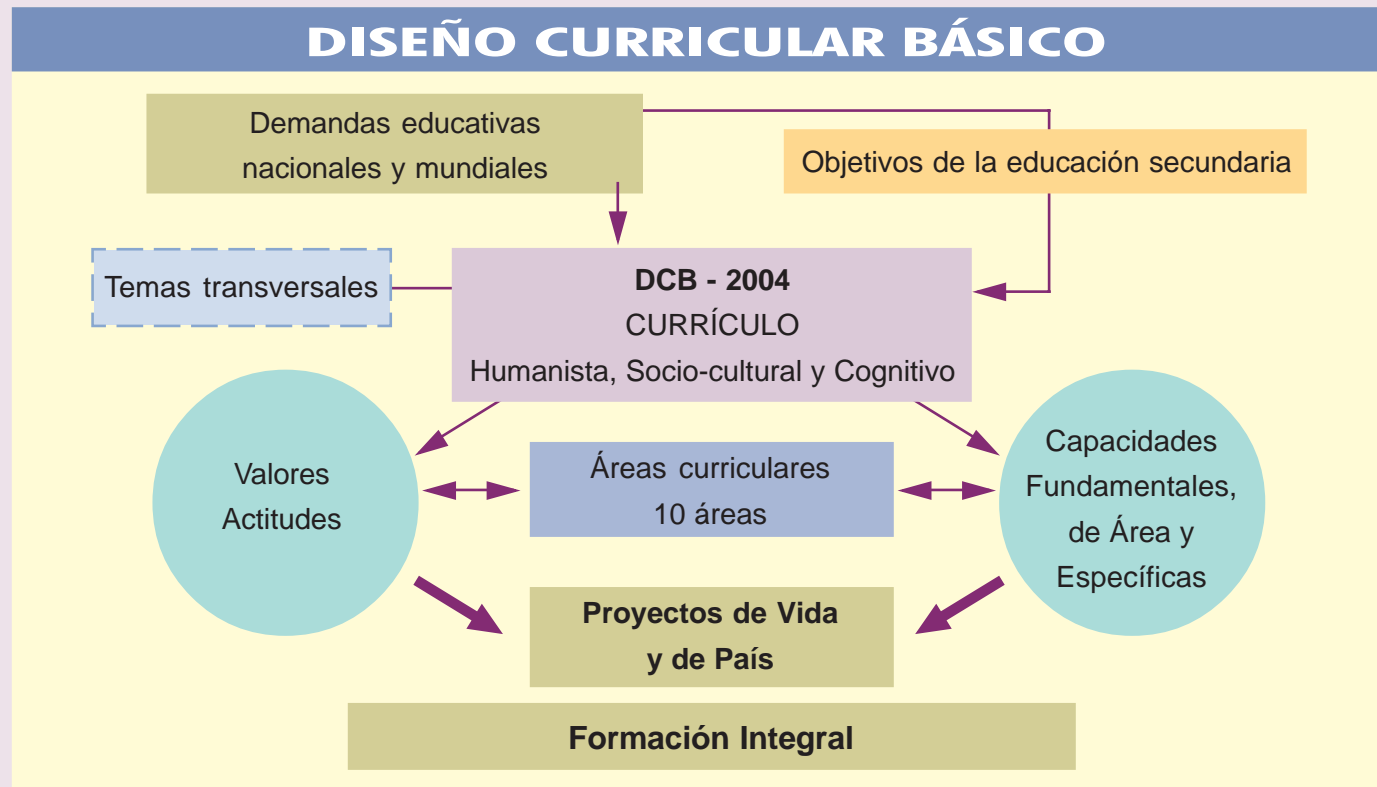 DISEÑO CURRICULAR BÁSICO
Demandas educativas
nacionales y mundiales
Objetivos de la educación secundaria
Temas transversales
DCB - 2004
CURRÍCULO
Humanista, Socio-cultural y Cognitivo
Valores
Actitudes
Áreas curriculares
10 áreas
Capacidades
Fundamentales,
de Área y
Específicas
Proyectos de Vida
y de País
Formación Integral